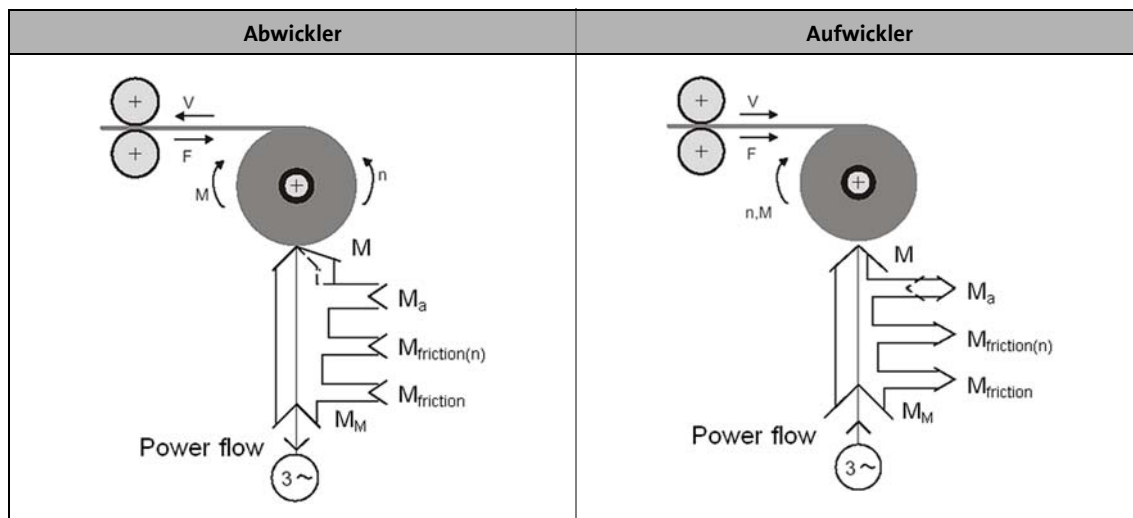 Abwickler
V
F
M
n
M
Ma
Mfriction(n)
Mfriction
MM
Power flow
3~
Aufwickler
V
F
n,M
M
Ma
Mfriction(n)
Mfriction
MM
Power flow
3~